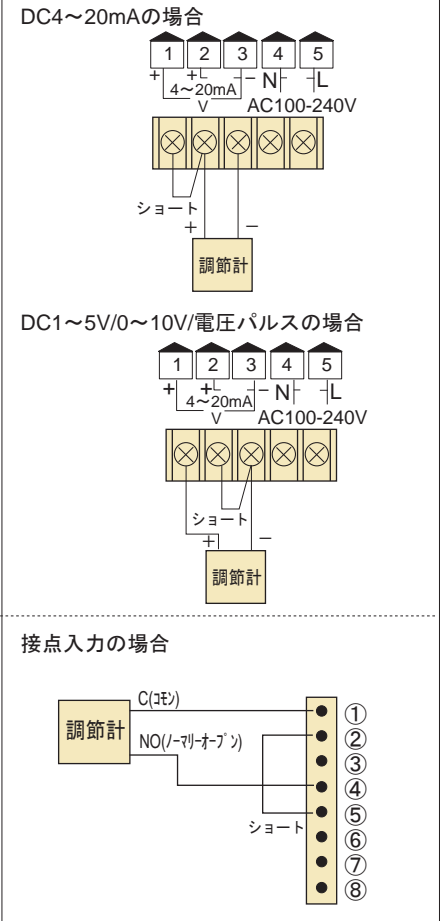 DC4～20mAの場合
1 2 3 4 5
+ + − N L
4～20mA
V
AC100-240V
ショート
+ −
調節計
DC1～5V/0～10V/電圧パルスの場合
1 2 3 4 5
+ + − N L
4～20mA
V
AC100-240V
ショート
+ −
調節計
接点入力の場合
C(ｺﾓﾝ)
調節計
NO(ﾉｰﾏﾘｰｵｰﾌﾟﾝ)
ショート
①
②
③
④
⑤
⑥
⑦
⑧